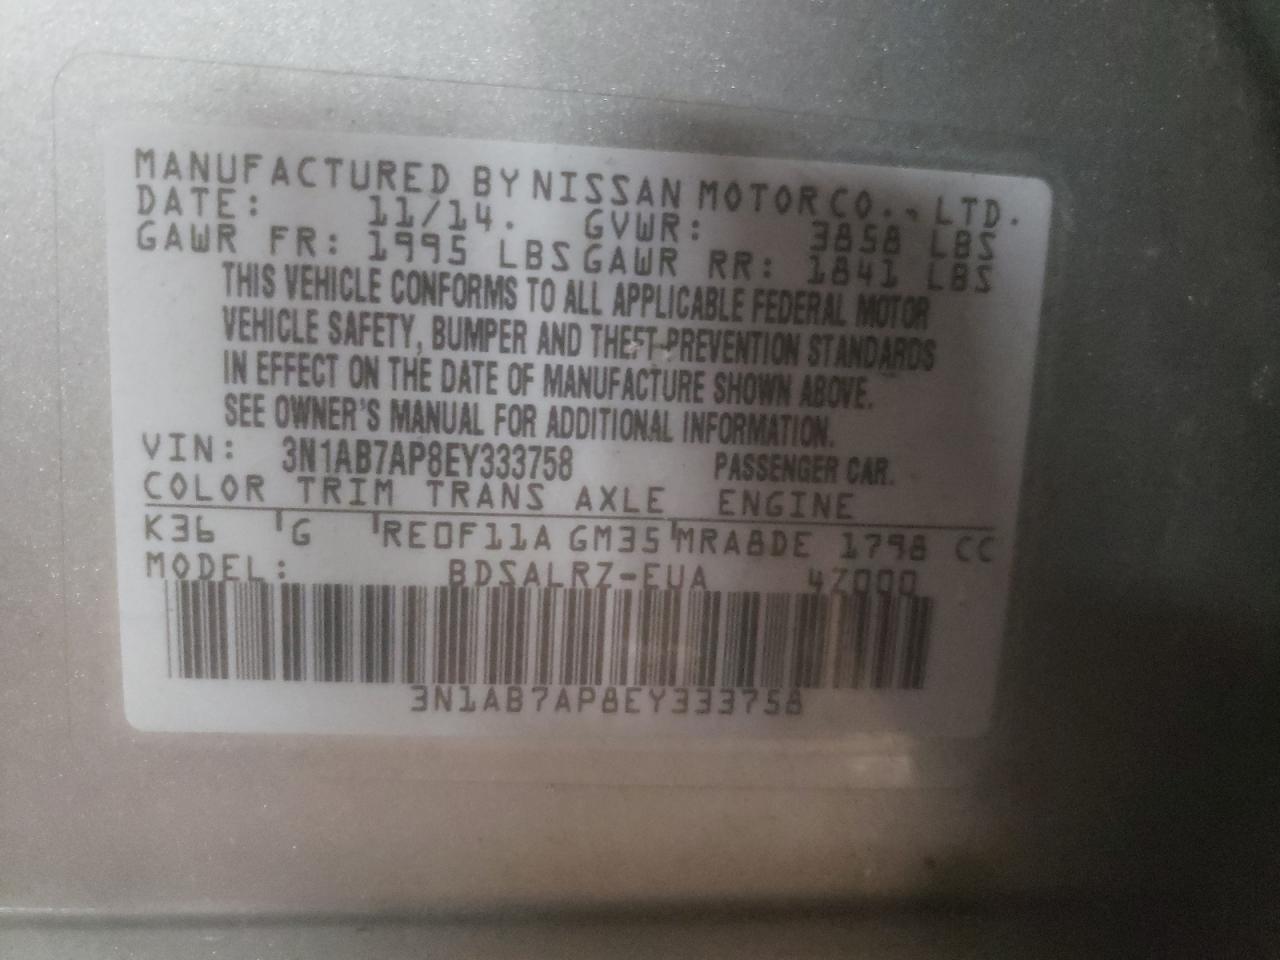 MANUFACTURED BY NISSAN MOTOR CO., LTD.
DATE: 11/14. GVWR: 3858 LBS
GAWR FR: 1995 LBS GAWR RR: 1841 LBS
THIS VEHICLE CONFORMS TO ALL APPLICABLE FEDERAL MOTOR
VEHICLE SAFETY, BUMPER AND THEFT PREVENTION STANDARDS
IN EFFECT ON THE DATE OF MANUFACTURE SHOWN ABOVE.
SEE OWNER'S MANUAL FOR ADDITIONAL INFORMATION.
VIN: 3N1AB7AP8EY333758 PASSENGER CAR.
COLOR TRIM TRANS AXLE ENGINE
K36 G RE0F11A GM35 MRA8DE 1798 CC
MODEL: BDSALRZ-EUA 4Z000
3N1AB7AP8EY333758